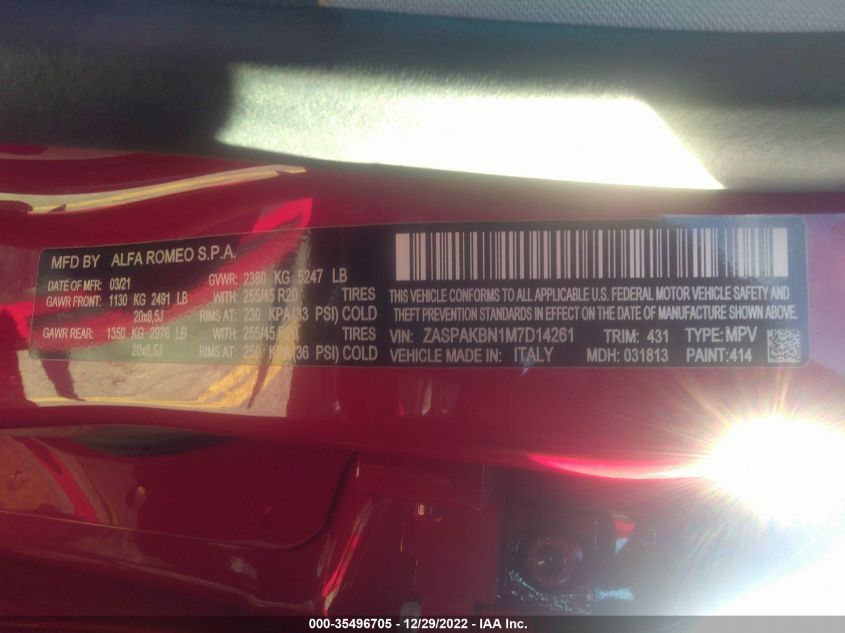 MFD BY ALFA ROMEO S.P.A.
DATE OF MFR: 03/21 GVWR: 2380 KG 5247 LB
GAWR FRONT: 1130 KG 2491 LB WITH: 255/45 R20 TIRES
20x8,5J RIMS AT: 230 KPA (33 PSI) COLD
GAWR REAR: 1350 KG 2976 LB WITH: 255/45 R20 TIRES
20x8,5J RIMS AT: 250 KPA (36 PSI) COLD
THIS VEHICLE CONFORMS TO ALL APPLICABLE U.S. FEDERAL MOTOR VEHICLE SAFETY AND
THEFT PREVENTION STANDARDS IN EFFECT ON THE DATE OF MANUFACTURE SHOWN ABOVE.
VIN: ZASPAKBN1M7D14261 TRIM: 431 TYPE: MPV
VEHICLE MADE IN: ITALY MDH: 031813 PAINT: 414
000-35496705 - 12/29/2022 - IAA Inc.